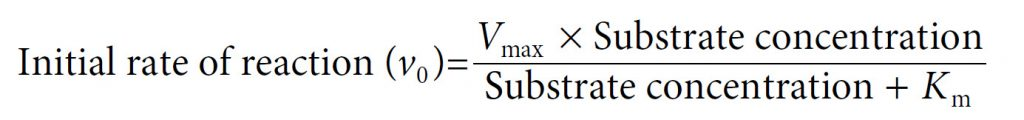 Initial rate of reaction (v₀)= Vmax × Substrate concentration
Substrate concentration + Km